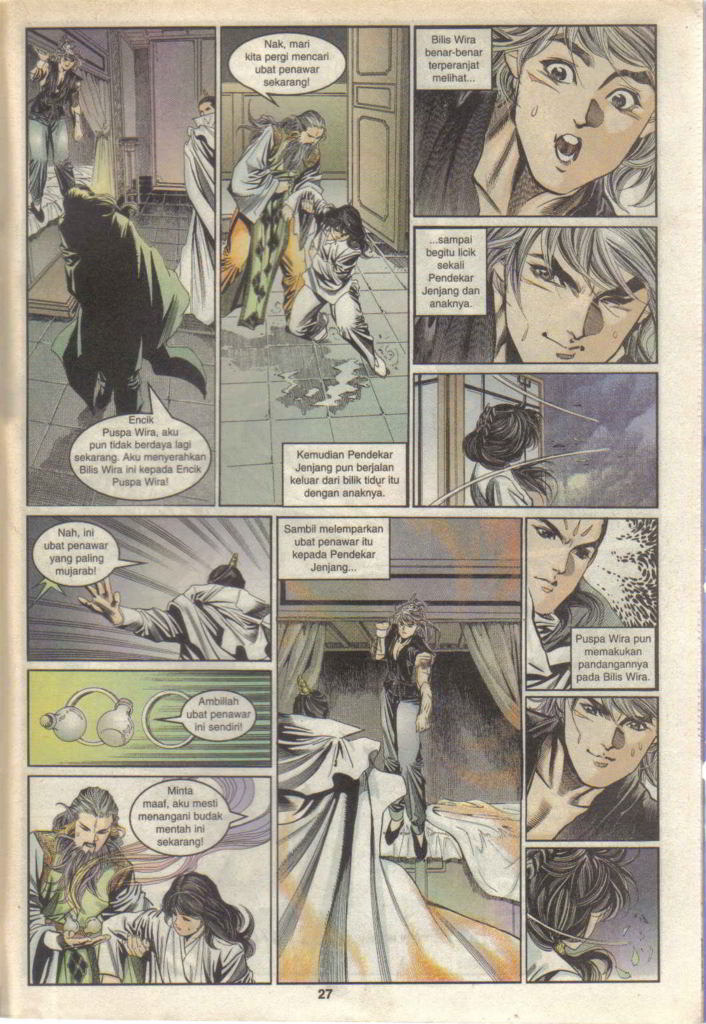 Encik
Puspa Wira, aku
pun tidak berdaya lagi
sekarang. Aku menyerahkan
Bilis Wira ini kepada Encik
Puspa Wira!
Nak, mari
kita pergi mencari
ubat penawar
sekarang!
Kemudian Pendekar
Jenjang pun berjalan
keluar dari bilik tidur itu
dengan anaknya.
Bilis Wira
benar-benar
terperanjat
melihat...
...sampai
begitu licik
sekali
Pendekar
Jenjang dan
anaknya.
Nah, ini
ubat penawar
yang paling
mujarab!
Ambillah
ubat penawar
ini sendiri!
Minta
maaf, aku mesti
menangani budak
mentah ini
sekarang!
Sambil melemparkan
ubat penawar itu
kepada Pendekar
Jenjang...
Puspa Wira pun
memakukan
pandangannya
pada Bilis Wira.
27